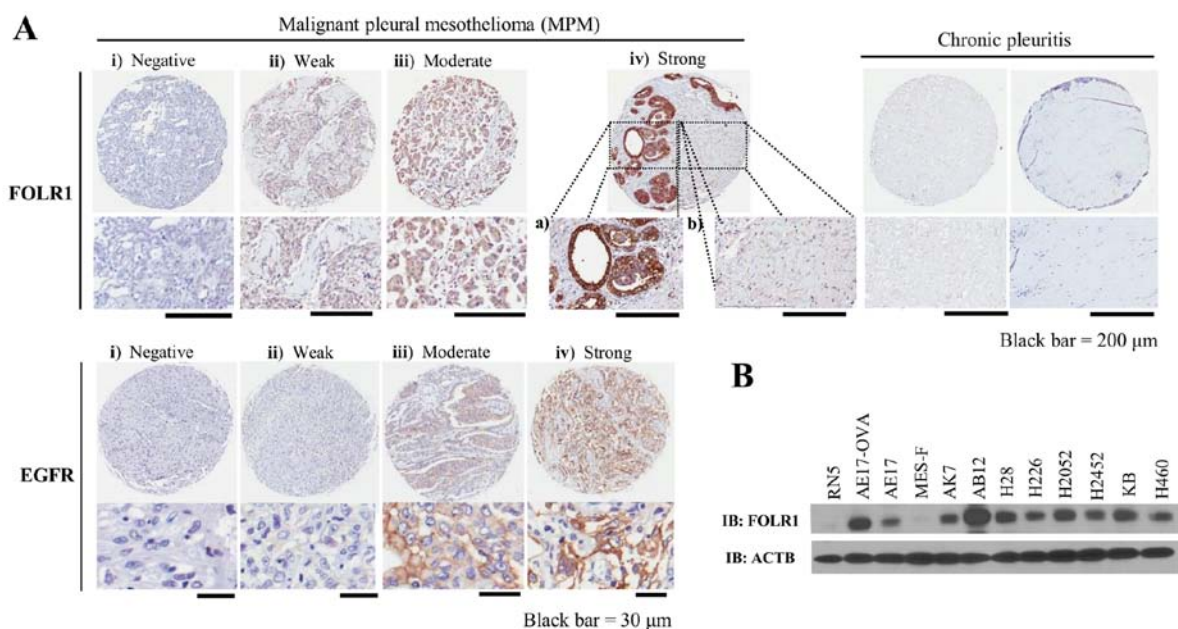 A
Malignant pleural mesothelioma (MPM)
i) Negative
ii) Weak
iii) Moderate
iv) Strong
Chronic pleuritis
FOLR1
a)
b)
Black bar = 200 μm
i) Negative
ii) Weak
iii) Moderate
iv) Strong
EGFR
Black bar = 30 μm
B
RN5
AE17-OVA
AE17
MES-F
AK7
AB12
H28
H226
H2052
H2452
KB
H460
IB: FOLR1
IB: ACTB